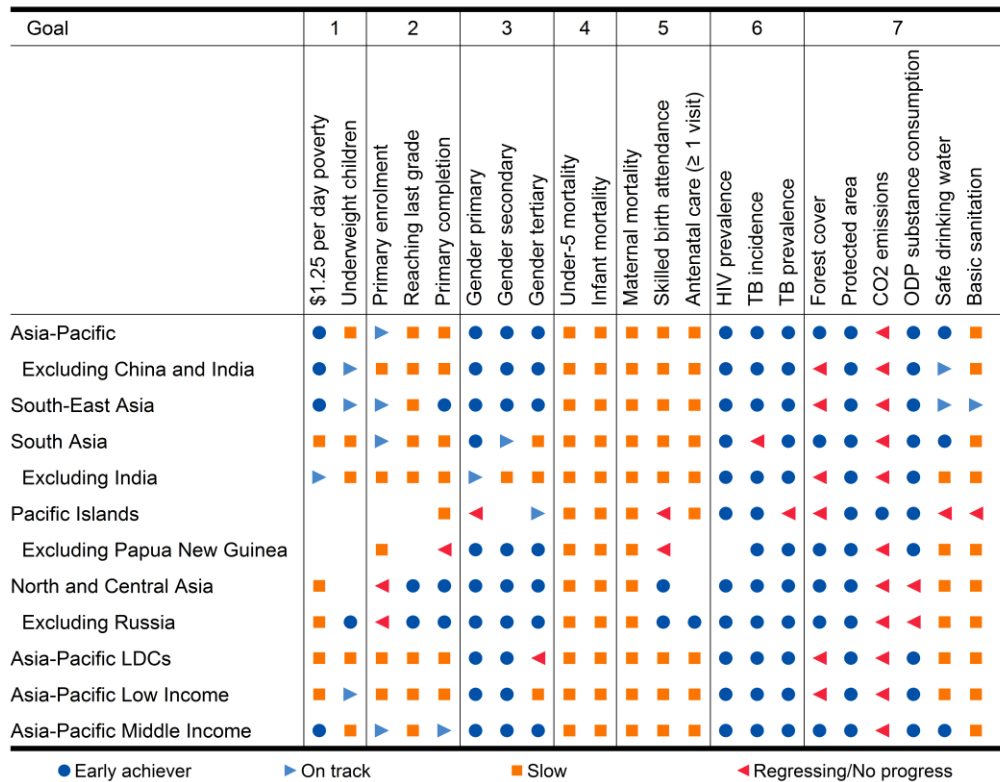 Goal 1 2 3 4 5 6 7
$1.25 per day poverty
Underweight children
Primary enrolment
Reaching last grade
Primary completion
Gender primary
Gender secondary
Gender tertiary
Under-5 mortality
Infant mortality
Maternal mortality
Skilled birth attendance
Antenatal care (≥ 1 visit)
HIV prevalence
TB incidence
TB prevalence
Forest cover
Protected area
CO2 emissions
ODP substance consumption
Safe drinking water
Basic sanitation
Asia-Pacific
Excluding China and India
South-East Asia
South Asia
Excluding India
Pacific Islands
Excluding Papua New Guinea
North and Central Asia
Excluding Russia
Asia-Pacific LDCs
Asia-Pacific Low Income
Asia-Pacific Middle Income
Early achiever On track Slow Regressing/No progress